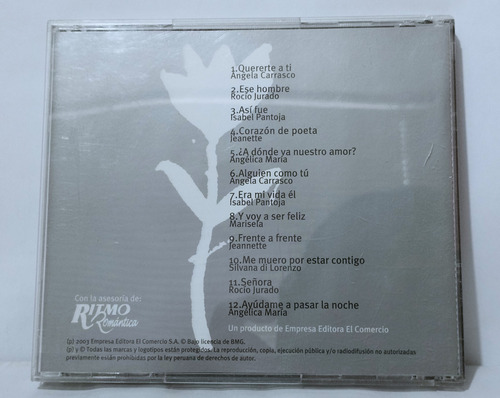 1.Quererte a ti
Angela Carrasco
2.Ese hombre
Rocío Jurado
3.Así fue
Isabel Pantoja
4.Corazón de poeta
Jeanette
5.¿A dónde va nuestro amor?
Angélica María
6.Alguien como tú
Angela Carrasco
7.Era mi vida él
Isabel Pantoja
8.Y voy a ser feliz
Marisela
9.Frente a frente
Jeannette
10.Me muero por estar contigo
Silvana di Lorenzo
11.Señora
Rocío Jurado
12.Ayúdame a pasar la noche
Angélica María
Con la asesoría de:
RITMO
Romántica
Un producto de Empresa Editora El Comercio
(p) 2003 Empresa Editora El Comercio S.A. © Bajo licencia de BMG.
(p) y © Todas las marcas y logotipos están protegidos. La reproducción, copia, ejecución pública y/o radiodifusión no autorizadas
previamente están prohibidas por la ley peruana de derechos de autor.